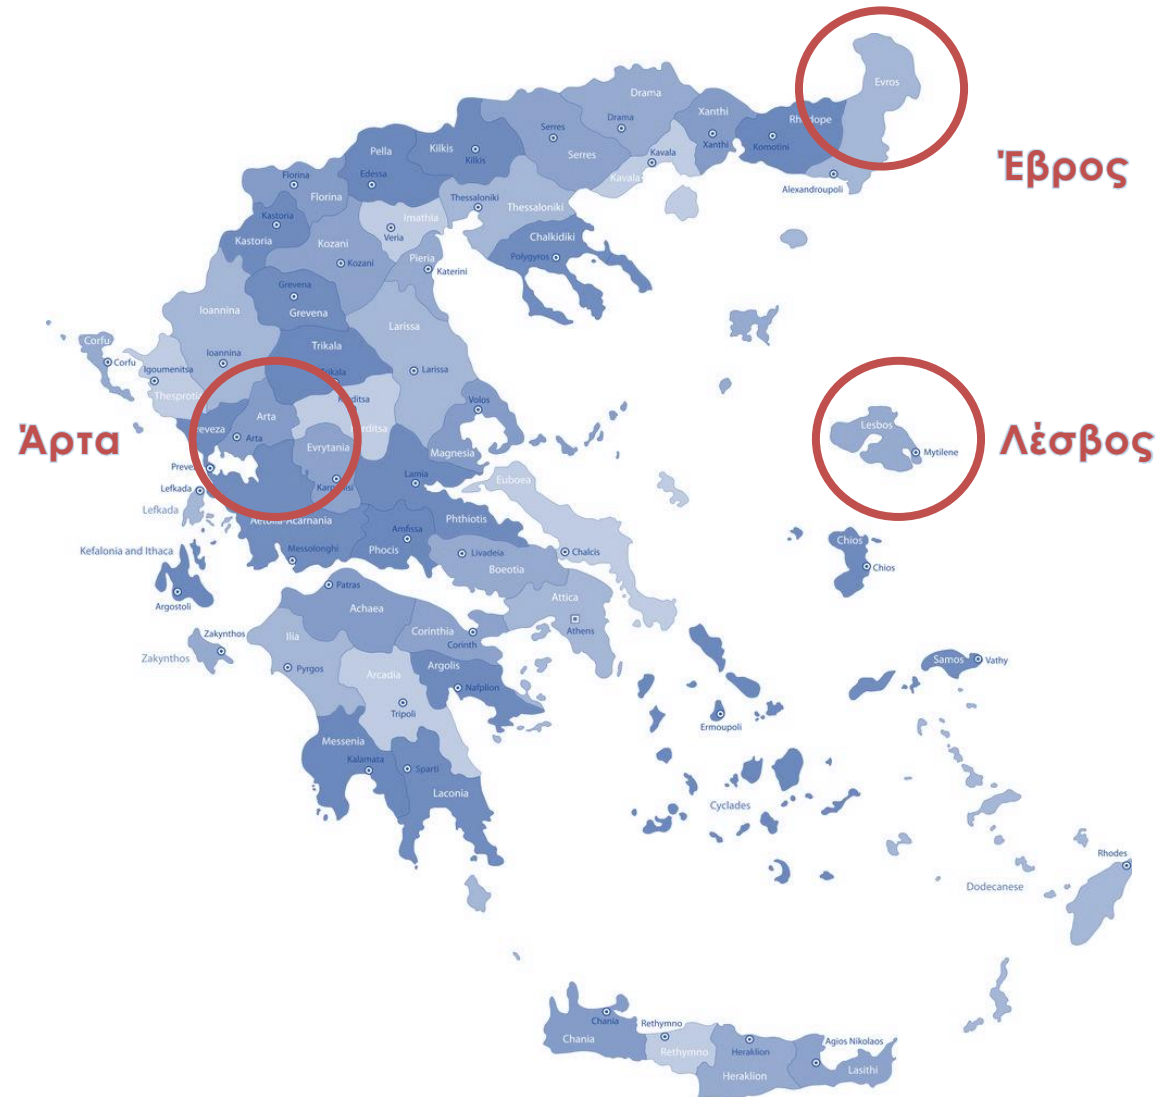 Evros
Drama
Xanthi
Rhodope
Drama
Serres
Xanthi
Komotini
Έβρος
Pella
Kilkis
Kilkis
Serres
Kavala
Kavala
Alexandroupoli
Florina
Edessa
Florina
Thessaloniki
Thessaloniki
Kastoria
Imathia
Veria
Kastoria
Kozani
Kozani
Chalkidiki
Polygyros
Pieria
Katerini
Grevena
Grevena
Ioannina
Larissa
Trikala
Trikala
Corfu
Corfu
Ioannina
Igoumenitsa
Larissa
Thesprotia
Karditsa
Karditsa
Volos
Άρτα
Preveza
Arta
Arta
Evrytania
Magnesia
Lesbos
Mytilene
Λέσβος
Preveza
Lamia
Karpenisi
Euboea
Lefkada
Lefkada
Aetolia-Acarnania
Phthiotis
Amfissa
Chios
Chios
Kefalonia and Ithaca
Messolonghi
Phocis
Livadeia
Boeotia
Chalcis
Argostoli
Patras
Achaea
Attica
Athens
Zakynthos
Zakynthos
Ilia
Corinthia
Corinth
Pyrgos
Arcadia
Argolis
Nafplion
Samos
Vathy
Tripoli
Ermoupoli
Messenia
Kalamata
Sparti
Laconia
Cyclades
Rhodes
Dodecanese
Chania
Chania
Rethymno
Rethymno
Heraklion
Heraklion
Agios Nikolaos
Lasithi